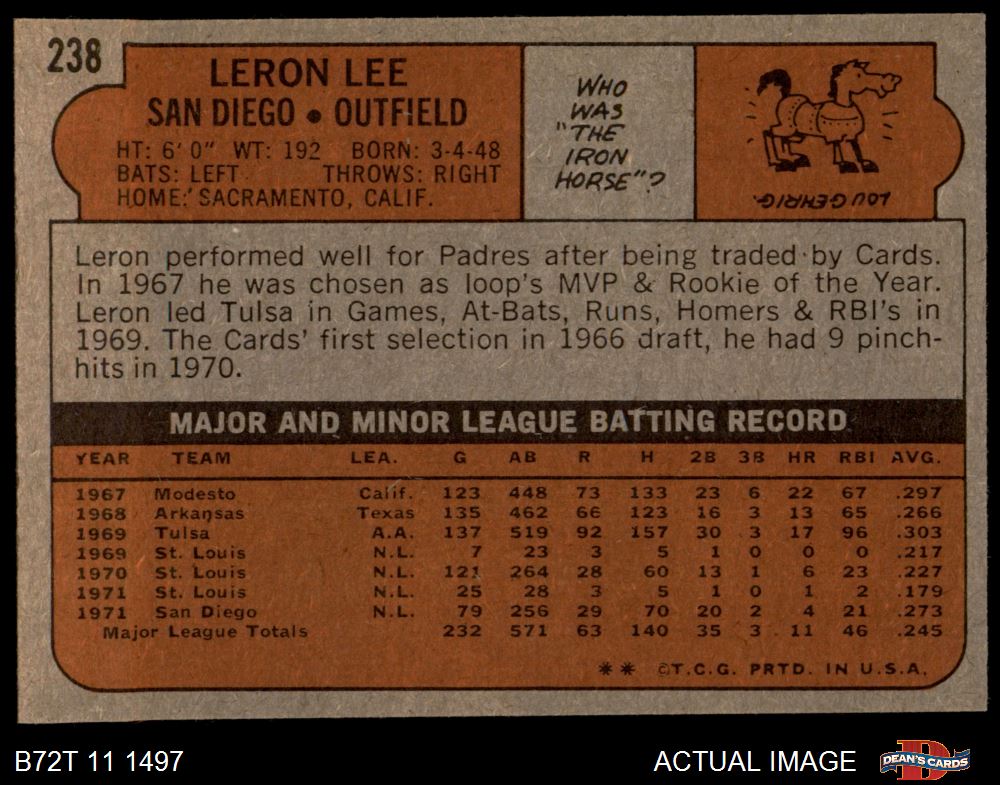 238
LERON LEE
SAN DIEGO • OUTFIELD
HT: 6' 0" WT: 192 BORN: 3-4-48
BATS: LEFT THROWS: RIGHT
HOME: SACRAMENTO, CALIF.
WHO
WAS
"THE
IRON
HORSE"?
LOU GEHRIG.
Leron performed well for Padres after being traded by Cards.
In 1967 he was chosen as loop's MVP & Rookie of the Year.
Leron led Tulsa in Games, At-Bats, Runs, Homers & RBI's in
1969. The Cards' first selection in 1966 draft, he had 9 pinch-
hits in 1970.
MAJOR AND MINOR LEAGUE BATTING RECORD
YEAR TEAM LEA. G AB R H 2B 3B HR RBI AVG.
1967 Modesto Calif. 123 448 73 133 23 6 22 67 .297
1968 Arkansas Texas 135 462 66 123 16 3 13 65 .266
1969 Tulsa A.A. 137 519 92 157 30 3 17 96 .303
1969 St. Louis N.L. 7 23 3 5 1 0 0 0 .217
1970 St. Louis N.L. 121 264 28 60 13 1 6 23 .227
1971 St. Louis N.L. 25 28 3 5 1 0 1 2 .179
1971 San Diego N.L. 79 256 29 70 20 2 4 21 .273
Major League Totals 232 571 63 140 35 3 11 46 .245
** ©T.C.G. PRTD. IN U.S.A.
B72T 11 1497
ACTUAL IMAGE
D
DEAN'S CARDS